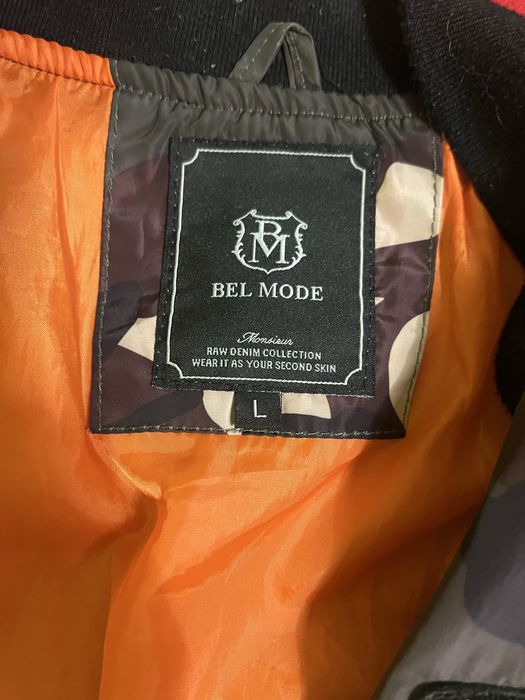 BM
BEL MODE
Monsieur
RAW DENIM COLLECTION
WEAR IT AS YOUR SECOND SKIN
L